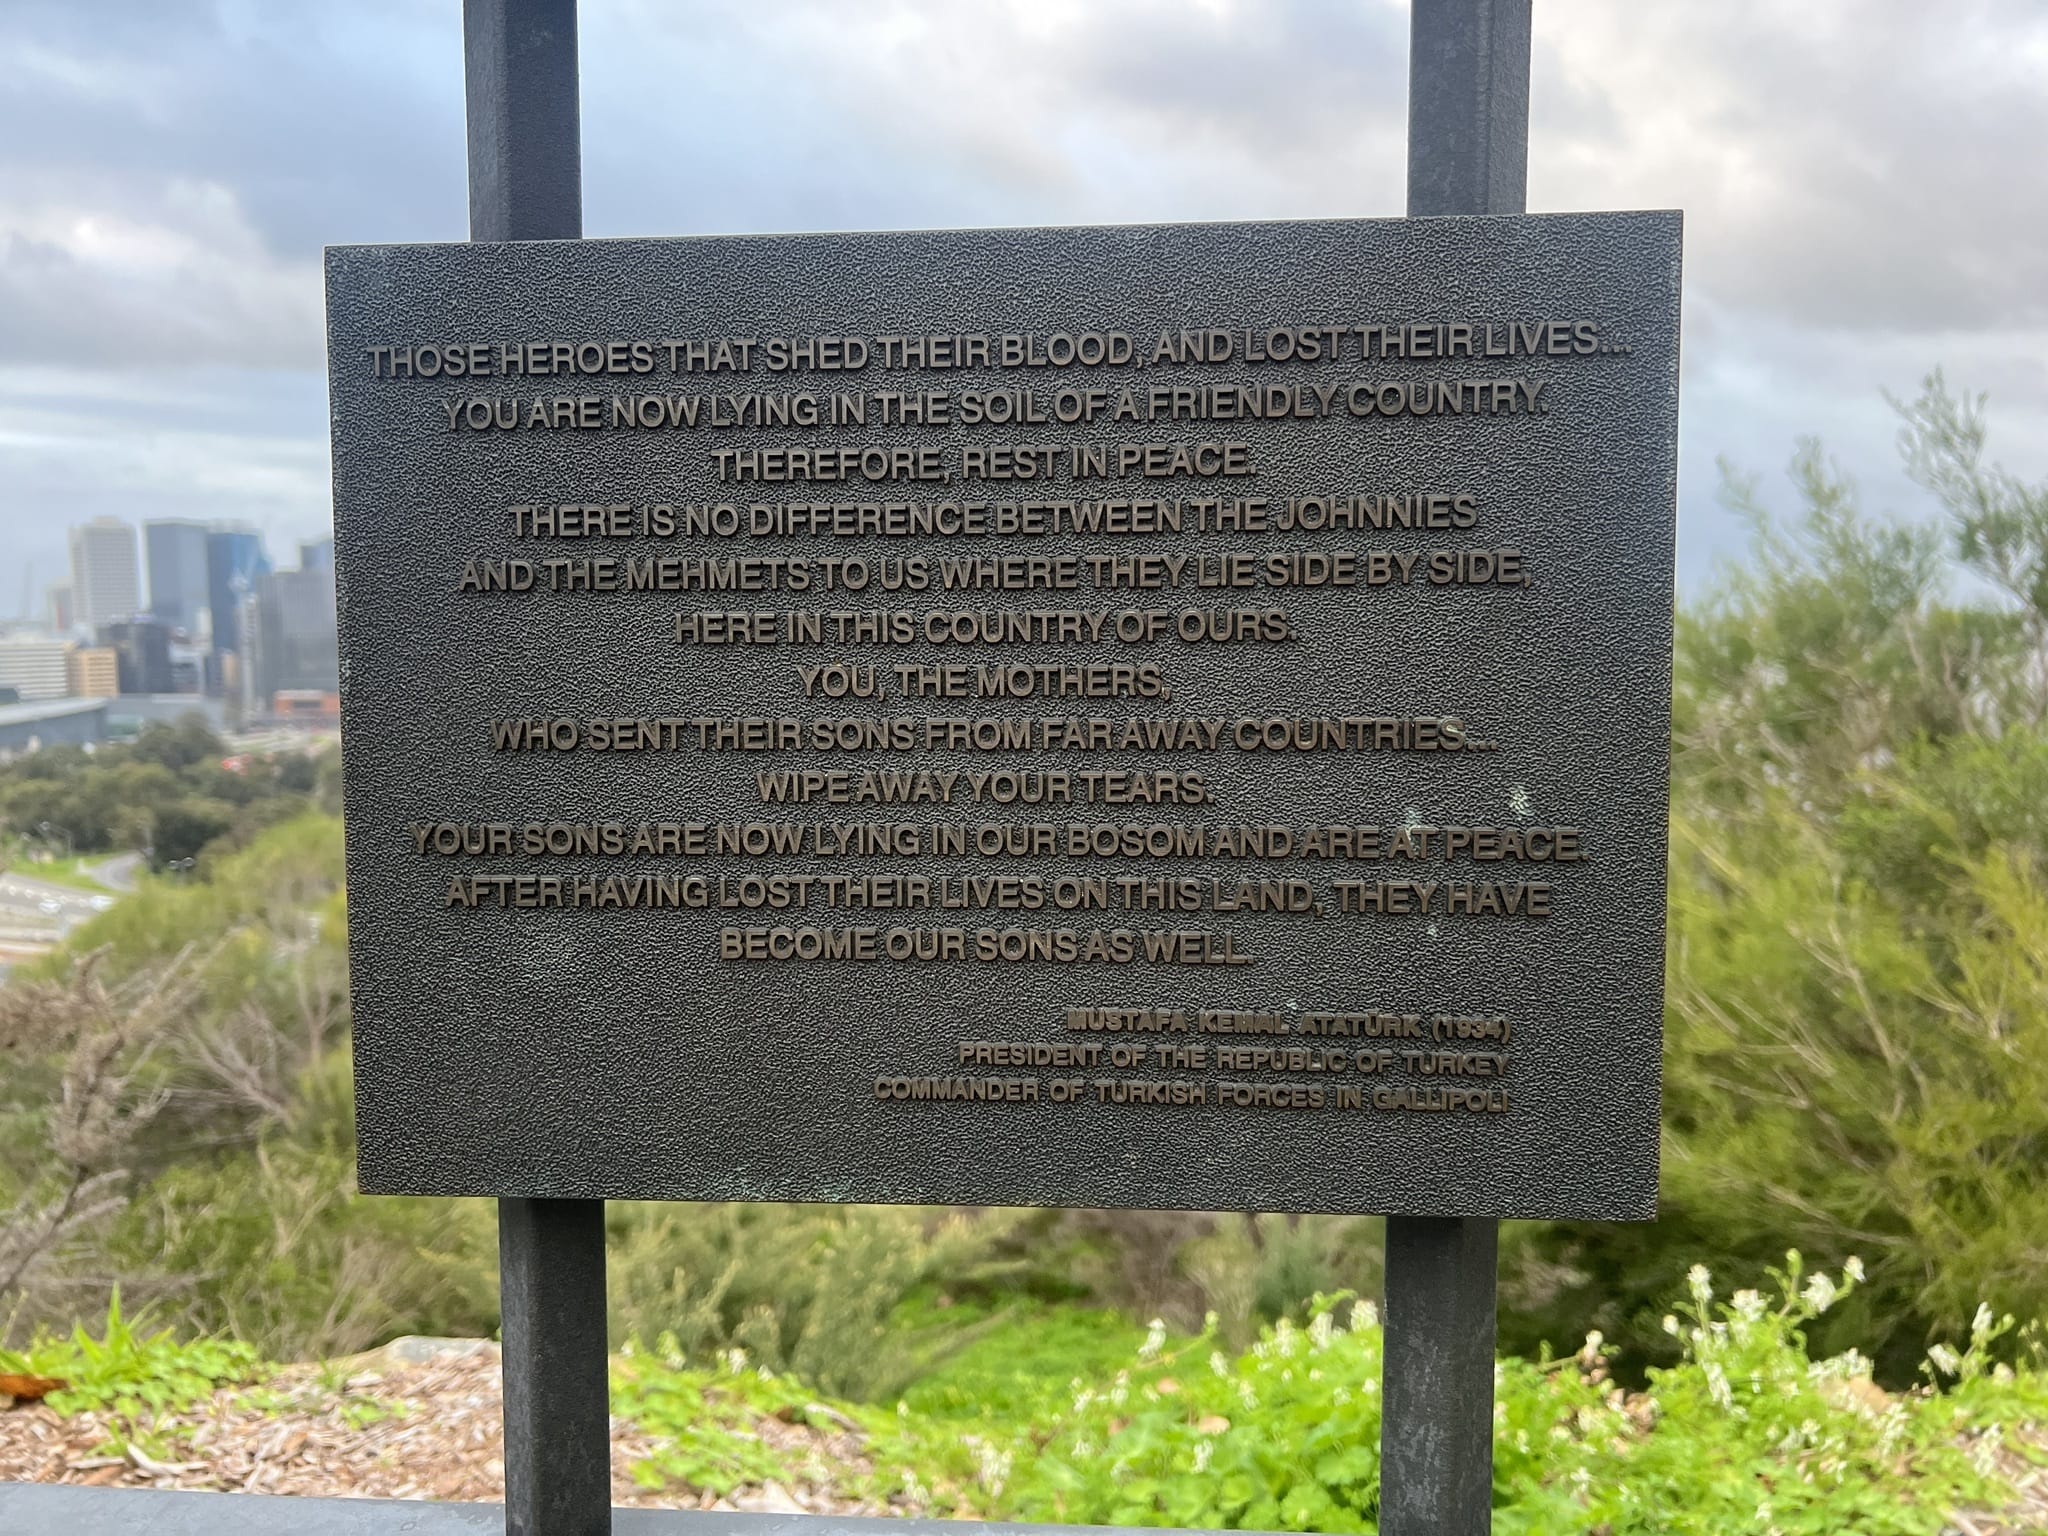 THOSE HEROES THAT SHED THEIR BLOOD, AND LOST THEIR LIVES...
YOU ARE NOW LYING IN THE SOIL OF A FRIENDLY COUNTRY.
THEREFORE, REST IN PEACE.
THERE IS NO DIFFERENCE BETWEEN THE JOHNNIES
AND THE MEHMETS TO US WHERE THEY LIE SIDE BY SIDE,
HERE IN THIS COUNTRY OF OURS.
YOU, THE MOTHERS,
WHO SENT THEIR SONS FROM FAR AWAY COUNTRIES...
WIPE AWAY YOUR TEARS.
YOUR SONS ARE NOW LYING IN OUR BOSOM AND ARE AT PEACE.
AFTER HAVING LOST THEIR LIVES ON THIS LAND, THEY HAVE
BECOME OUR SONS AS WELL.
MUSTAFA KEMAL ATATÜRK (1934)
PRESIDENT OF THE REPUBLIC OF TURKEY
COMMANDER OF TURKISH FORCES IN GALLIPOLI